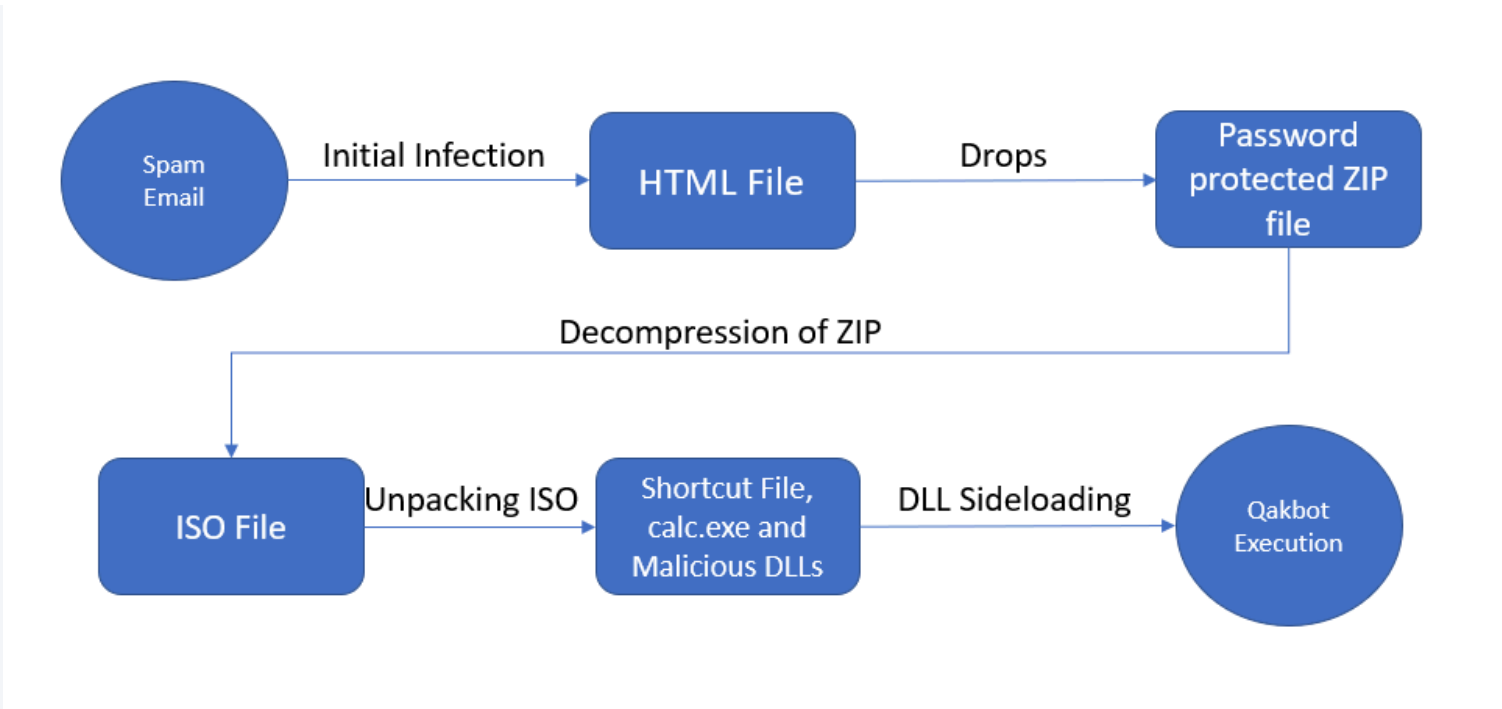 Spam
Email
Initial Infection
HTML File
Drops
Password
protected ZIP
file
Decompression of ZIP
ISO File
Unpacking ISO
Shortcut File,
calc.exe and
Malicious DLLs
DLL Sideloading
Qakbot
Execution